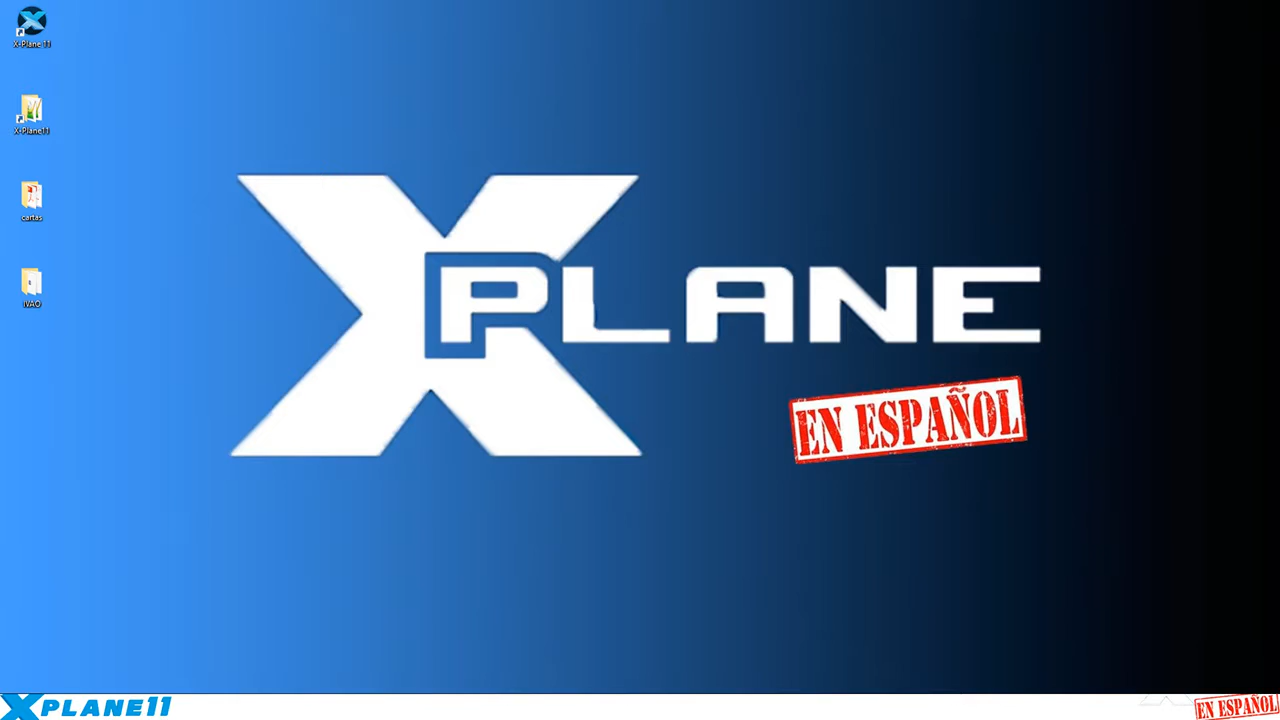 X-Plane 11
X-Plane11
cartas
IVAO
XPLANE
EN ESPAÑOL
XPLANE11
EN ESPAÑOL